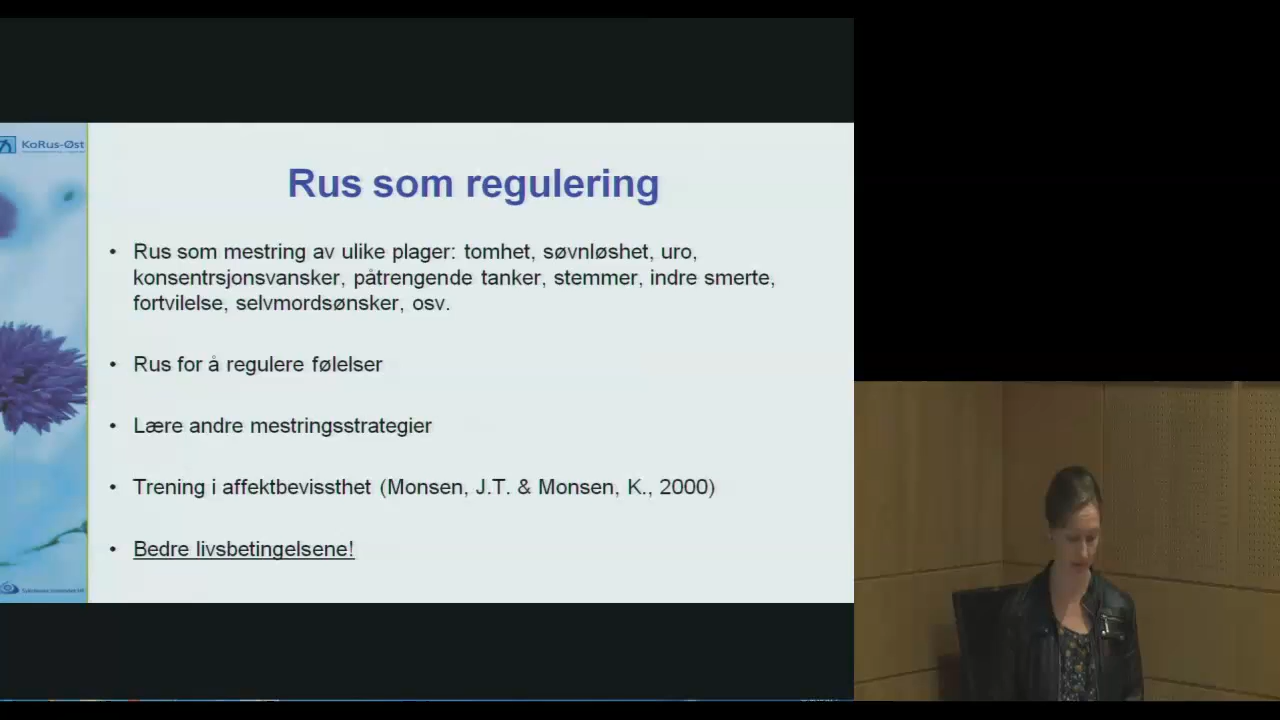 KoRus-Øst
Rus som regulering
• Rus som mestring av ulike plager: tomhet, søvnløshet, uro,
konsentrsjonsvansker, påtrengende tanker, stemmer, indre smerte,
fortvilelse, selvmordsønsker, osv.
• Rus for å regulere følelser
• Lære andre mestringsstrategier
• Trening i affektbevissthet (Monsen, J.T. & Monsen, K., 2000)
• Bedre livsbetingelsene!